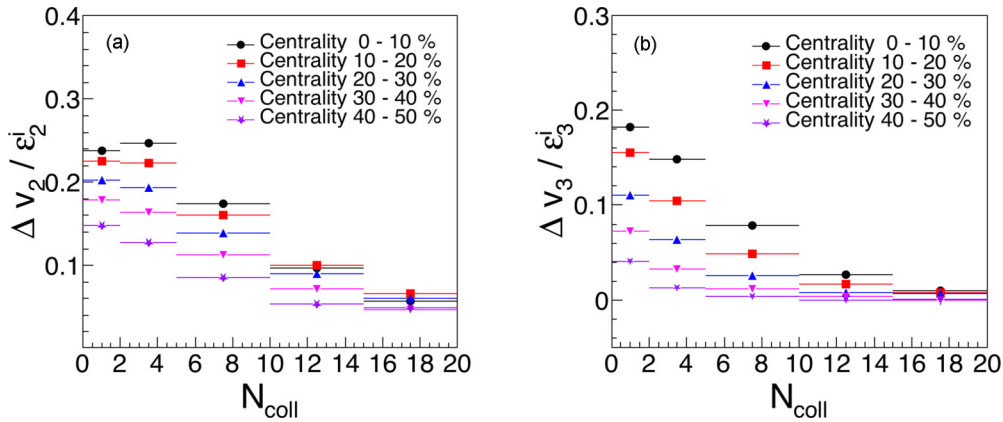 (a)
Centrality 0 - 10 %
Centrality 10 - 20 %
Centrality 20 - 30 %
Centrality 30 - 40 %
Centrality 40 - 50 %
Δ v₂ / εⁱ₂
0.4
0.3
0.2
0.1
0 2 4 6 8 10 12 14 16 18 20
N_coll
(b)
Centrality 0 - 10 %
Centrality 10 - 20 %
Centrality 20 - 30 %
Centrality 30 - 40 %
Centrality 40 - 50 %
Δ v₃ / εⁱ₃
0.3
0.2
0.1
0
0 2 4 6 8 10 12 14 16 18 20
N_coll